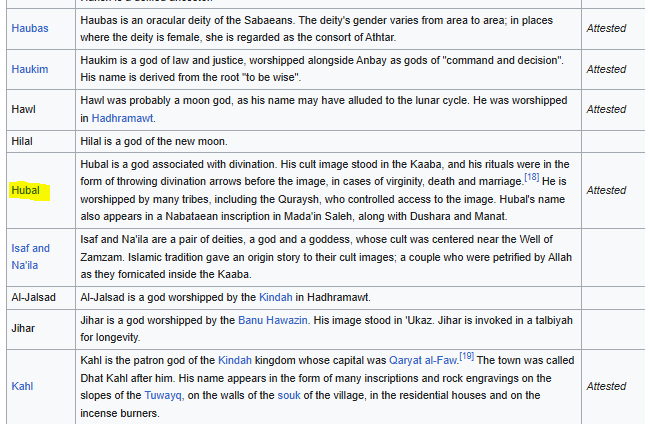 Haubas
Haubas is an oracular deity of the Sabaeans. The deity's gender varies from area to area; in places
where the deity is female, she is regarded as the consort of Athtar.
Attested
Haukim
Haukim is a god of law and justice, worshipped alongside Anbay as gods of "command and decision".
His name is derived from the root "to be wise".
Attested
Hawl
Hawl was probably a moon god, as his name may have alluded to the lunar cycle. He was worshipped
in Hadhramawt.
Attested
Hilal
Hilal is a god of the new moon.
Hubal
Hubal is a god associated with divination. His cult image stood in the Kaaba, and his rituals were in the
form of throwing divination arrows before the image, in cases of virginity, death and marriage.[18] He is
worshipped by many tribes, including the Quraysh, who controlled access to the image. Hubal's name
also appears in a Nabataean inscription in Mada'in Saleh, along with Dushara and Manat.
Attested
Isaf and
Na'ila
Isaf and Na'ila are a pair of deities, a god and a goddess, whose cult was centered near the Well of
Zamzam. Islamic tradition gave an origin story to their cult images; a couple who were petrified by Allah
as they fornicated inside the Kaaba.
Al-Jalsad
Al-Jalsad is a god worshipped by the Kindah in Hadhramawt.
Jihar
Jihar is a god worshipped by the Banu Hawazin. His image stood in 'Ukaz. Jihar is invoked in a talbiyah
for longevity.
Kahl
Kahl is the patron god of the Kindah kingdom whose capital was Qaryat al-Faw.[19] The town was called
Dhat Kahl after him. His name appears in the form of many inscriptions and rock engravings on the
slopes of the Tuwayq, on the walls of the souk of the village, in the residential houses and on the
incense burners.
Attested